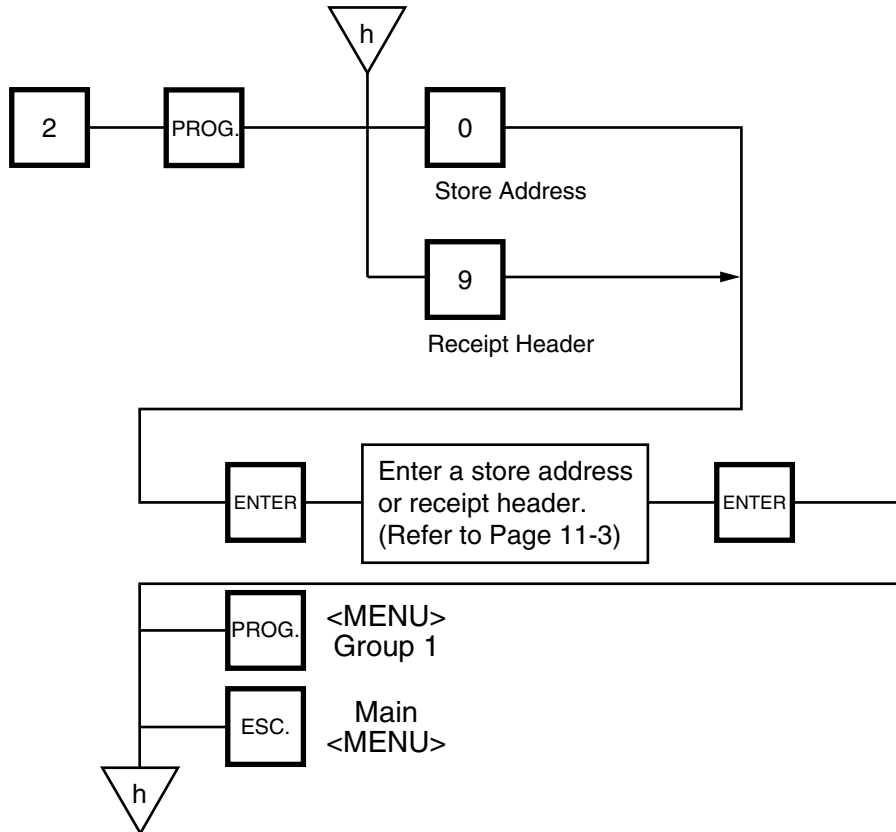 h
2
PROG.
0
Store Address
9
Receipt Header
ENTER
Enter a store address
or receipt header.
(Refer to Page 11-3)
ENTER
PROG.
<MENU>
Group 1
ESC.
Main
<MENU>
h